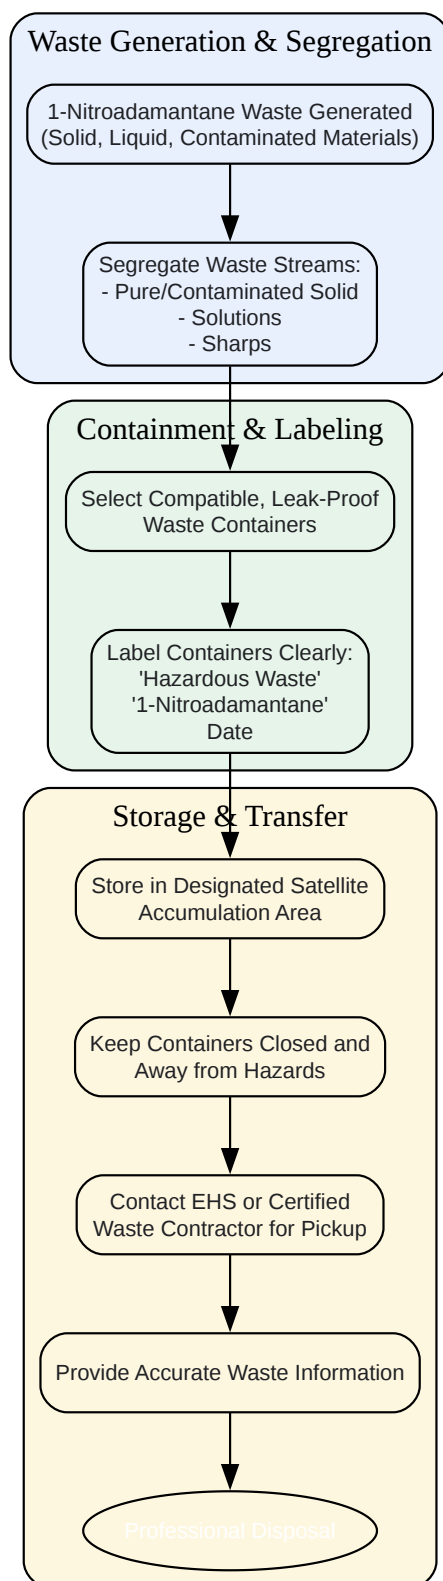 Waste Generation & Segregation
1-Nitroadamantane Waste Generated
(Solid, Liquid, Contaminated Materials)
Segregate Waste Streams:
- Pure/Contaminated Solid
- Solutions
- Sharps
Containment & Labeling
Select Compatible, Leak-Proof
Waste Containers
Label Containers Clearly:
'Hazardous Waste'
'1-Nitroadamantane'
Date
Storage & Transfer
Store in Designated Satellite
Accumulation Area
Keep Containers Closed and
Away from Hazards
Contact EHS or Certified
Waste Contractor for Pickup
Provide Accurate Waste Information
Professional Disposal